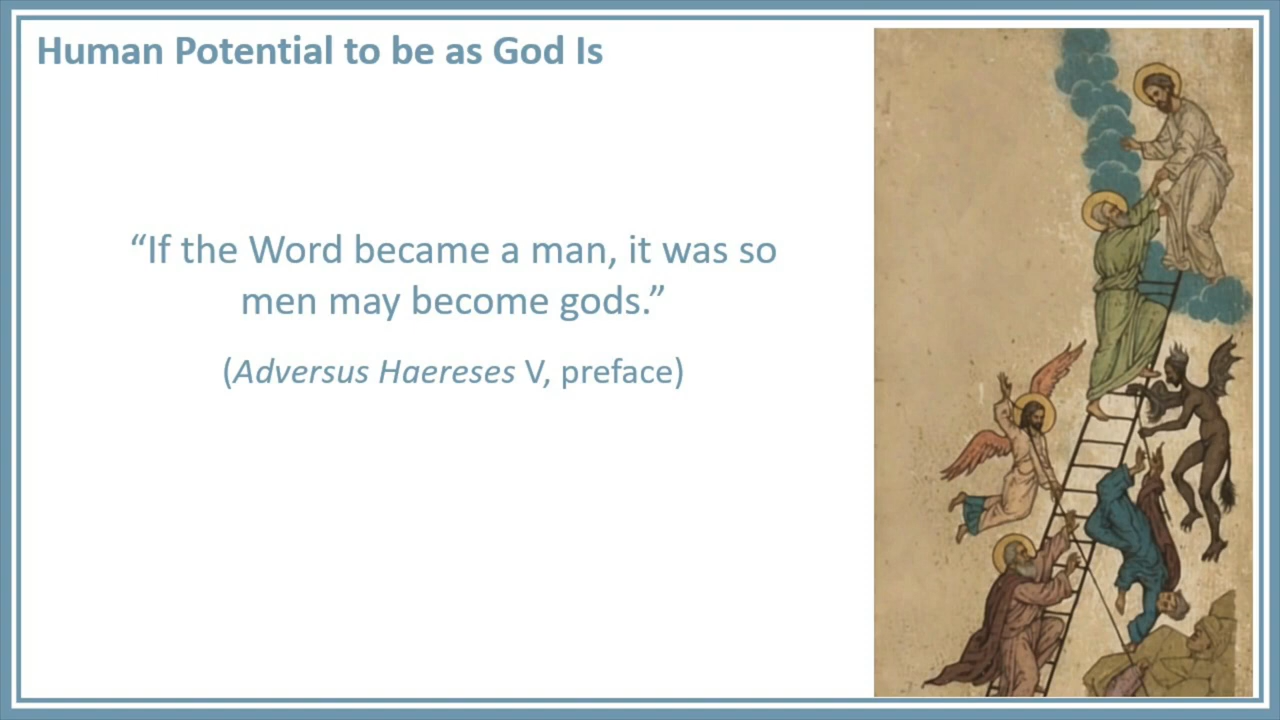 Human Potential to be as God Is
“If the Word became a man, it was so
men may become gods.”
(Adversus Haereses V, preface)